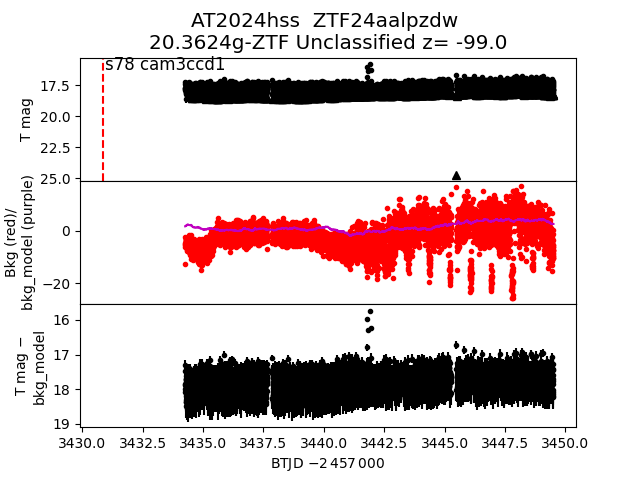 AT2024hss  ZTF24aalpzdw
20.3624g-ZTF Unclassified z= -99.0
s78 cam3ccd1
T mag
17.5
20.0
22.5
25.0
Bkg (red)/
bkg_model (purple)
0
−20
T mag −
bkg_model
16
17
18
19
3430.0 3432.5 3435.0 3437.5 3440.0 3442.5 3445.0 3447.5 3450.0
BTJD −2 457 000